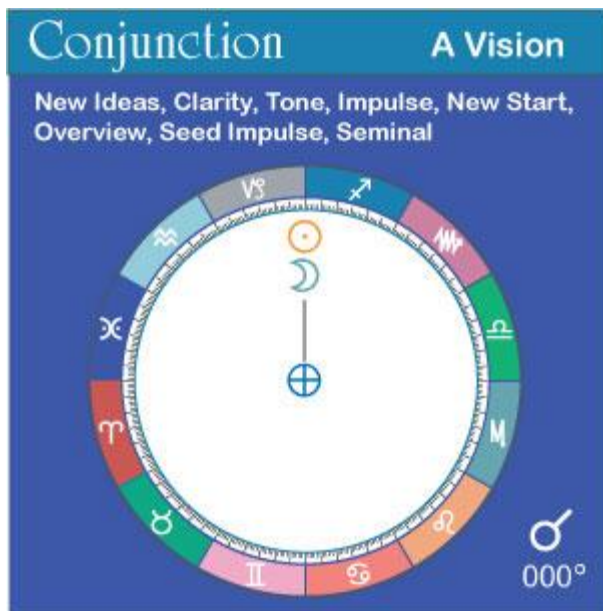 Conjunction A Vision
New Ideas, Clarity, Tone, Impulse, New Start,
Overview, Seed Impulse, Seminal
000°